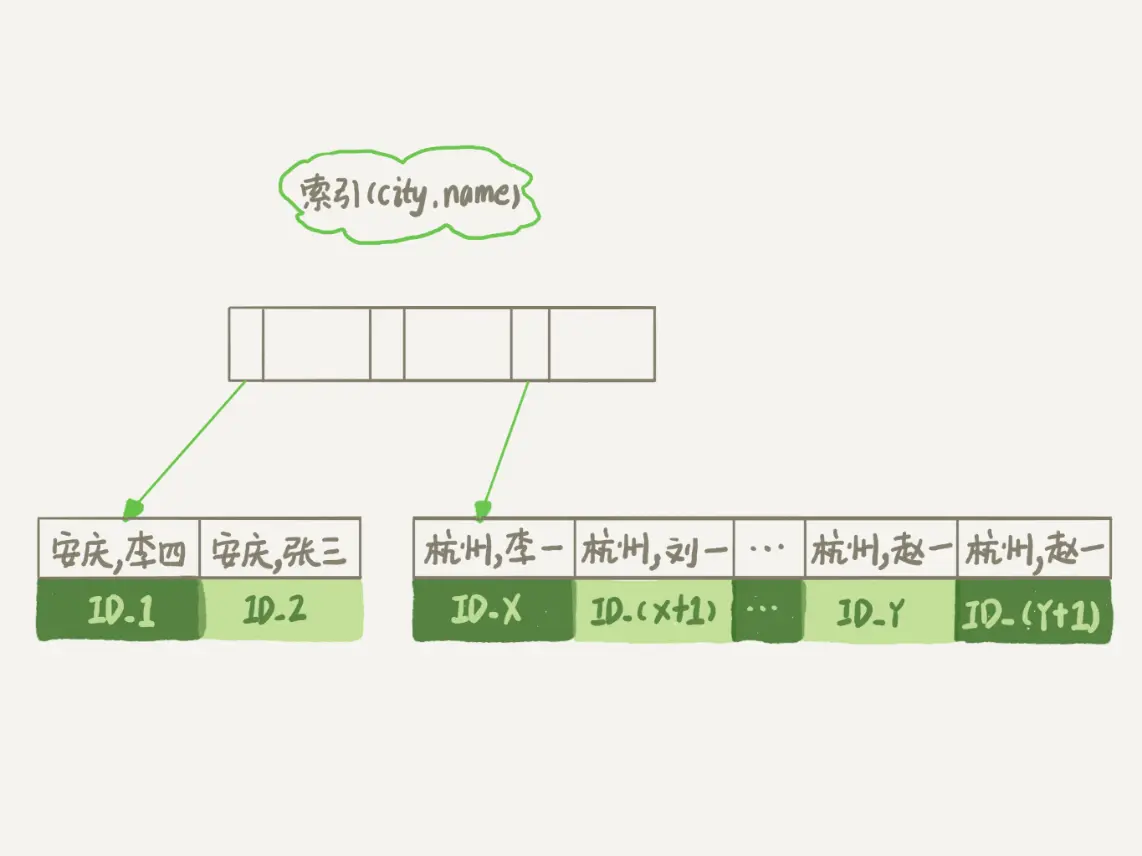 索引(city,name)
安庆,李四 安庆,张三 杭州,李一 杭州,刘一 ... 杭州,赵一 杭州,赵一
ID_1 ID_2 ID_X ID_(X+1) ... ID_Y ID_(Y+1)